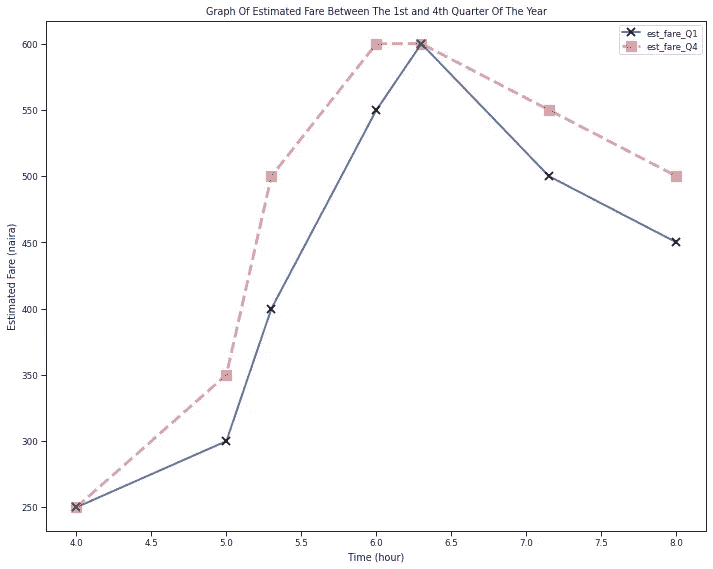 Graph Of Estimated Fare Between The 1st and 4th Quarter Of The Year
est_fare_Q1
est_fare_Q4
600
550
500
450
400
350
300
250
Estimated Fare (naira)
4.0 4.5 5.0 5.5 6.0 6.5 7.0 7.5 8.0
Time (hour)